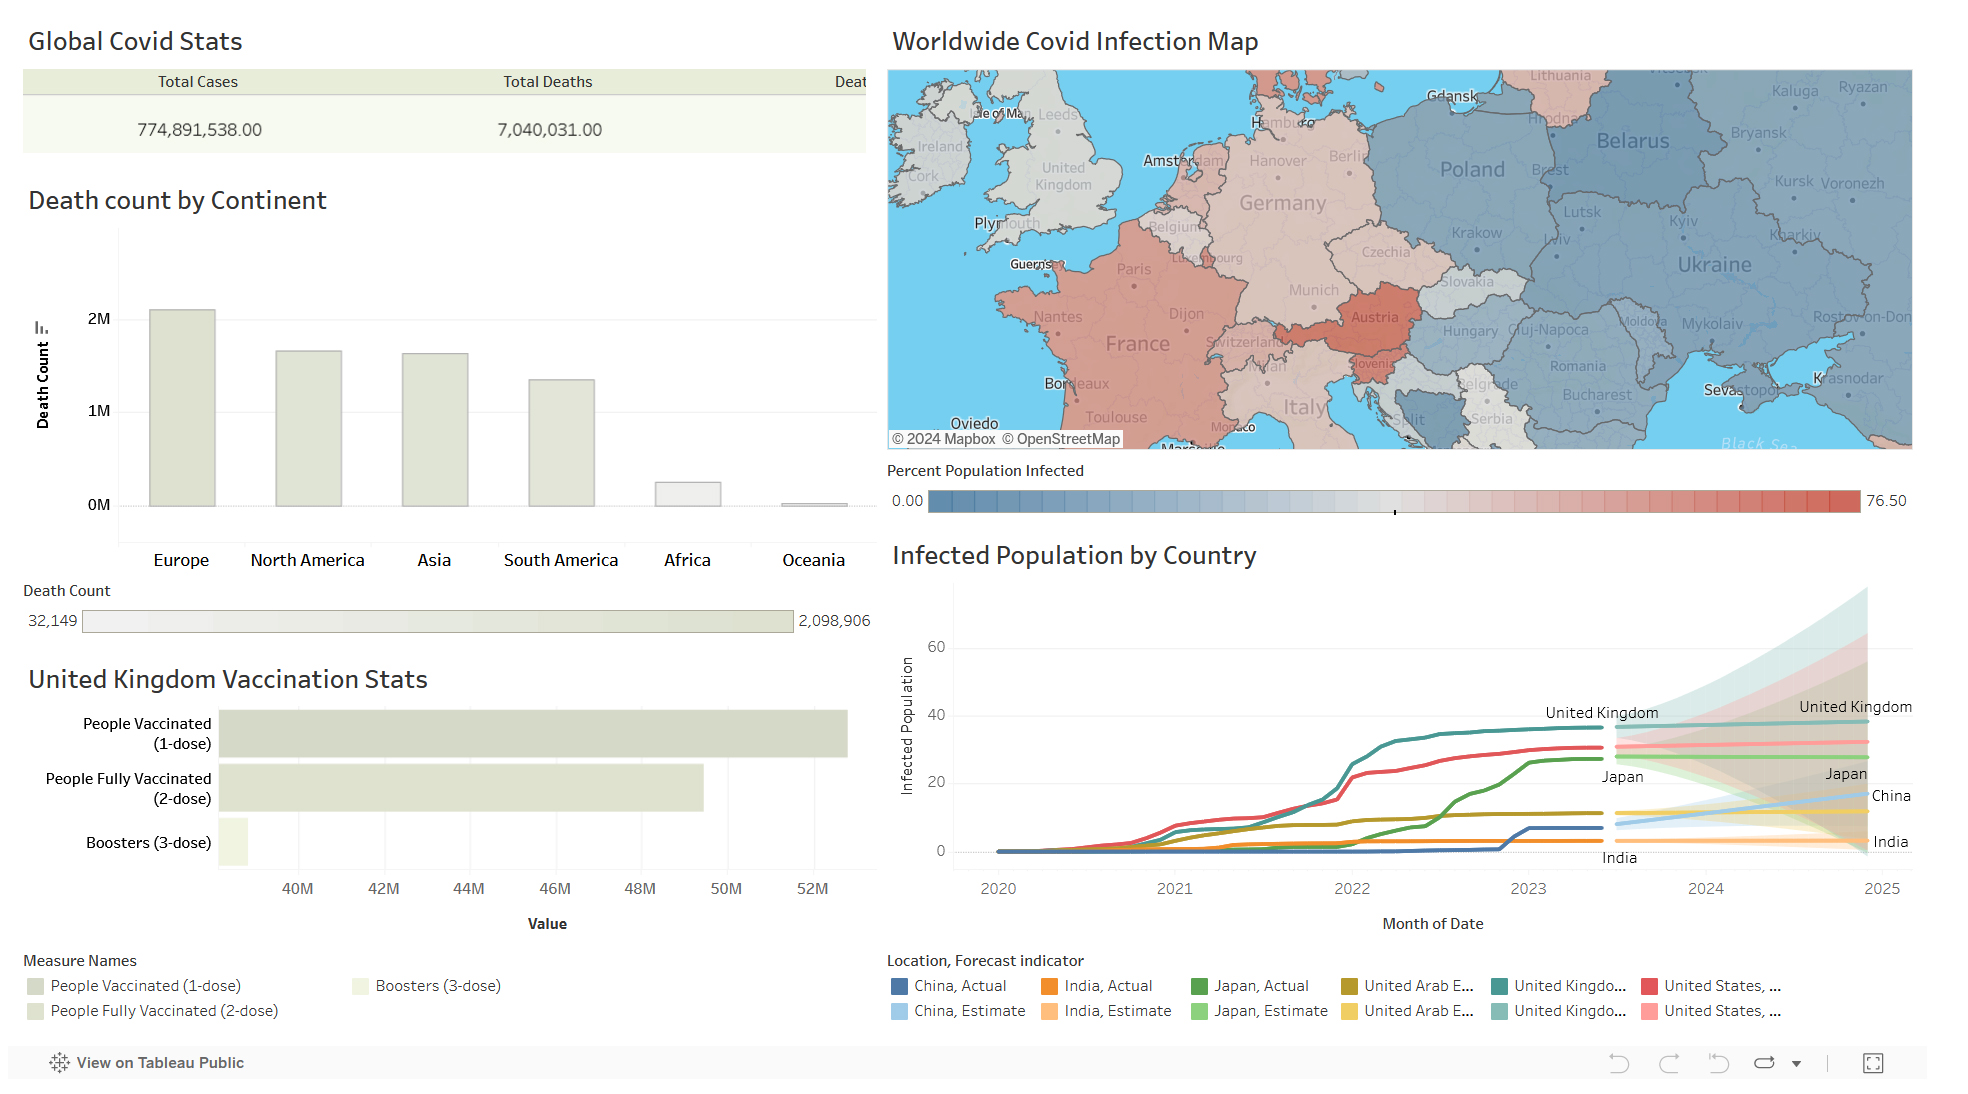 Global Covid Stats
Total Cases
Total Deaths
Deat
774,891,538.00
7,040,031.00
Death count by Continent
Death Count
2M
1M
0M
Europe
North America
Asia
South America
Africa
Oceania
Death Count
32,149
2,098,906
United Kingdom Vaccination Stats
People Vaccinated
(1-dose)
People Fully Vaccinated
(2-dose)
Boosters (3-dose)
40M
42M
44M
46M
48M
50M
52M
Value
Measure Names
People Vaccinated (1-dose)
Boosters (3-dose)
People Fully Vaccinated (2-dose)
Worldwide Covid Infection Map
Lithuania
Kaluga
Ryazan
Gdansk
Isle of Man
Leeds
Hamburg
Hrodna
Bryansk
Belarus
Ireland
Amsterdam
Hanover
Berlin
United
Kingdom
Poland
Brest
Cork
Kursk
Voronezh
Germany
Lutsk
Plymouth
Belgium
Kyiv
Krakow
Lviv
Kharkiv
Czechia
Guernsey
Luxembourg
Paris
Ukraine
Slovakia
Munich
Nantes
Dijon
Austria
Hungary
Cluj-Napoca
Moldova
Mykolaiv
Rostov-on-Don
France
Switzerland
Milan
Slovenia
Romania
Bordeaux
Belgrade
Sevastopol
Krasnodar
Bucharest
Italy
Toulouse
Split
Serbia
Oviedo
Monaco
© 2024 Mapbox © OpenStreetMap
Marseille
Black Sea
Percent Population Infected
0.00
76.50
Infected Population by Country
Infected Population
60
40
20
0
United Kingdom
United Kingdom
Japan
Japan
China
India
India
2020
2021
2022
2023
2024
2025
Month of Date
Location, Forecast indicator
China, Actual
India, Actual
Japan, Actual
United Arab E...
United Kingdo...
United States, ...
China, Estimate
India, Estimate
Japan, Estimate
United Arab E...
United Kingdo...
United States, ...
View on Tableau Public